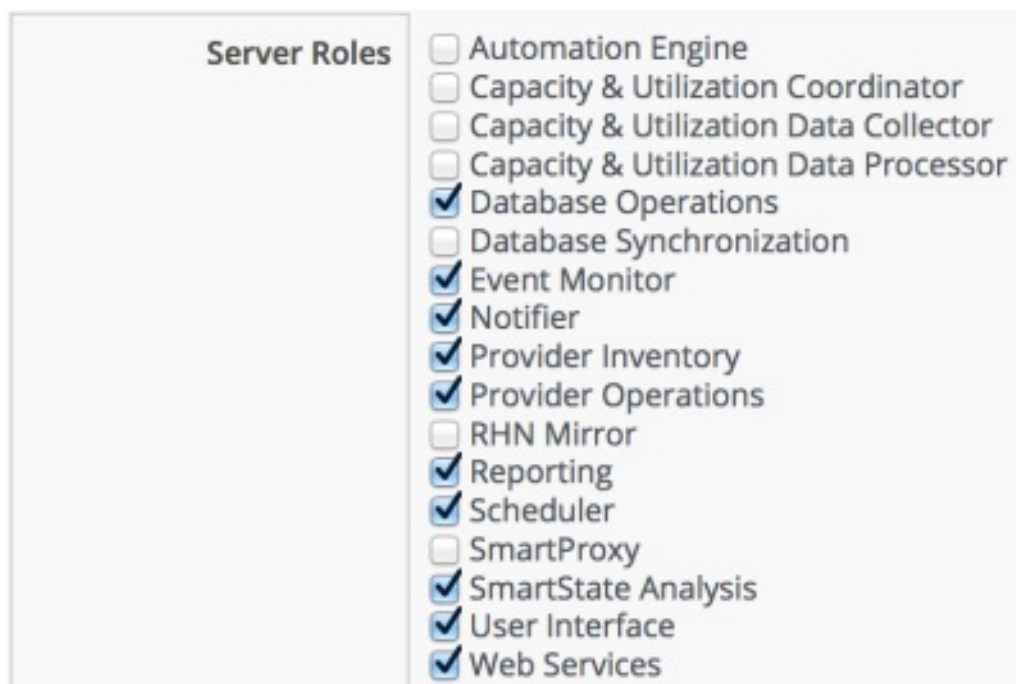 Server Roles
Automation Engine
Capacity & Utilization Coordinator
Capacity & Utilization Data Collector
Capacity & Utilization Data Processor
Database Operations
Database Synchronization
Event Monitor
Notifier
Provider Inventory
Provider Operations
RHN Mirror
Reporting
Scheduler
SmartProxy
SmartState Analysis
User Interface
Web Services